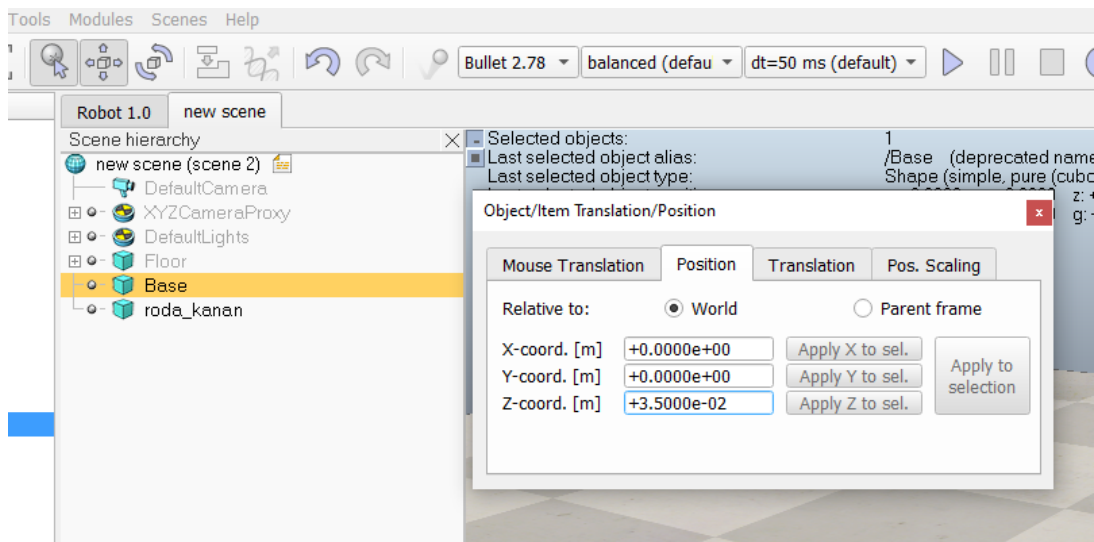 Tools Modules Scenes Help
Bullet 2.78 balanced (defau dt=50 ms (default)
Robot 1.0 new scene
Scene hierarchy
new scene (scene 2)
DefaultCamera
XYZCameraProxy
DefaultLights
Floor
Base
roda_kanan
Selected objects: 1
Last selected object alias: /Base (deprecated name
Last selected object type: Shape (simple, pure (cubo
z: +
g: -
Object/Item Translation/Position
x
Mouse Translation Position Translation Pos. Scaling
Relative to: World Parent frame
X-coord. [m] +0.0000e+00 Apply X to sel.
Y-coord. [m] +0.0000e+00 Apply Y to sel.
Z-coord. [m] +3.5000e-02 Apply Z to sel.
Apply to
selection